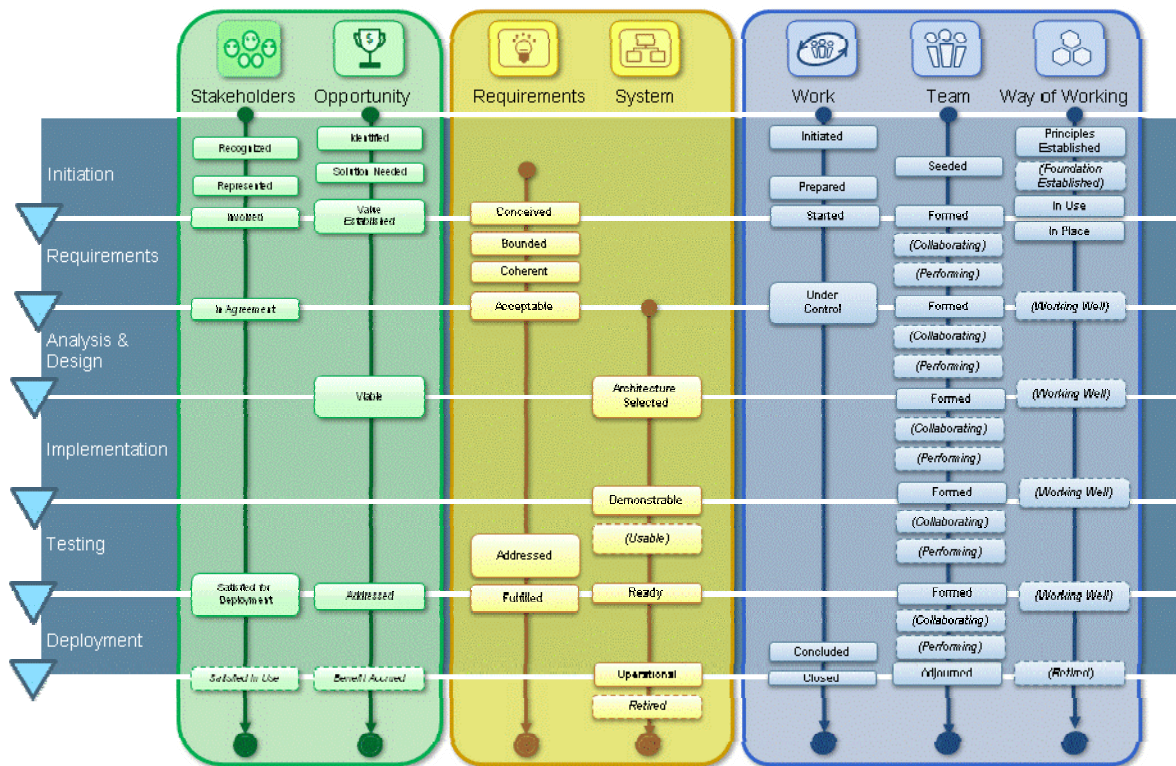 Stakeholders Opportunity Requirements System Work Team Way of Working
$
Initiation
Requirements
Analysis &
Design
Implementation
Testing
Deployment
Recognized
Represented
Involved
In Agreement
Satisfied for
Deployment
Satisfied In Use
Identified
Solution Needed
Value
Established
Viable
Addressed
Benefit Accrued
Conceived
Bounded
Coherent
Acceptable
Addressed
Fulfilled
Architecture
Selected
Demonstrable
(Usable)
Ready
Operational
Retired
Initiated
Prepared
Started
Under
Control
Concluded
Closed
Seeded
Formed
(Collaborating)
(Performing)
Formed
(Collaborating)
(Performing)
Formed
(Collaborating)
(Performing)
Formed
(Collaborating)
(Performing)
Formed
(Collaborating)
(Performing)
Adjourned
Principles
Established
(Foundation
Established)
In Use
In Place
(Working Well)
(Working Well)
(Working Well)
(Working Well)
(Retired)